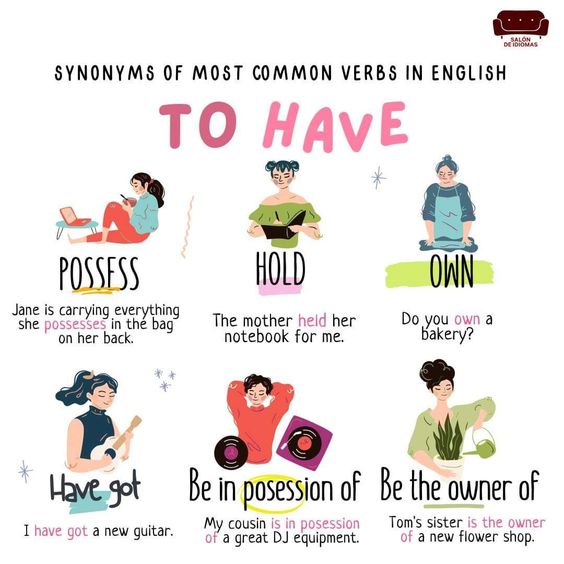 SALÓN
DE IDIOMAS
SYNONYMS OF MOST COMMON VERBS IN ENGLISH
TO HAVE
POSSESS
Jane is carrying everything
she possesses in the bag
on her back.
HOLD
The mother held her
notebook for me.
OWN
Do you own a
bakery?
Have got
I have got a new guitar.
Be in posession of
My cousin is in posession
of a great DJ equipment.
Be the owner of
Tom's sister is the owner
of a new flower shop.